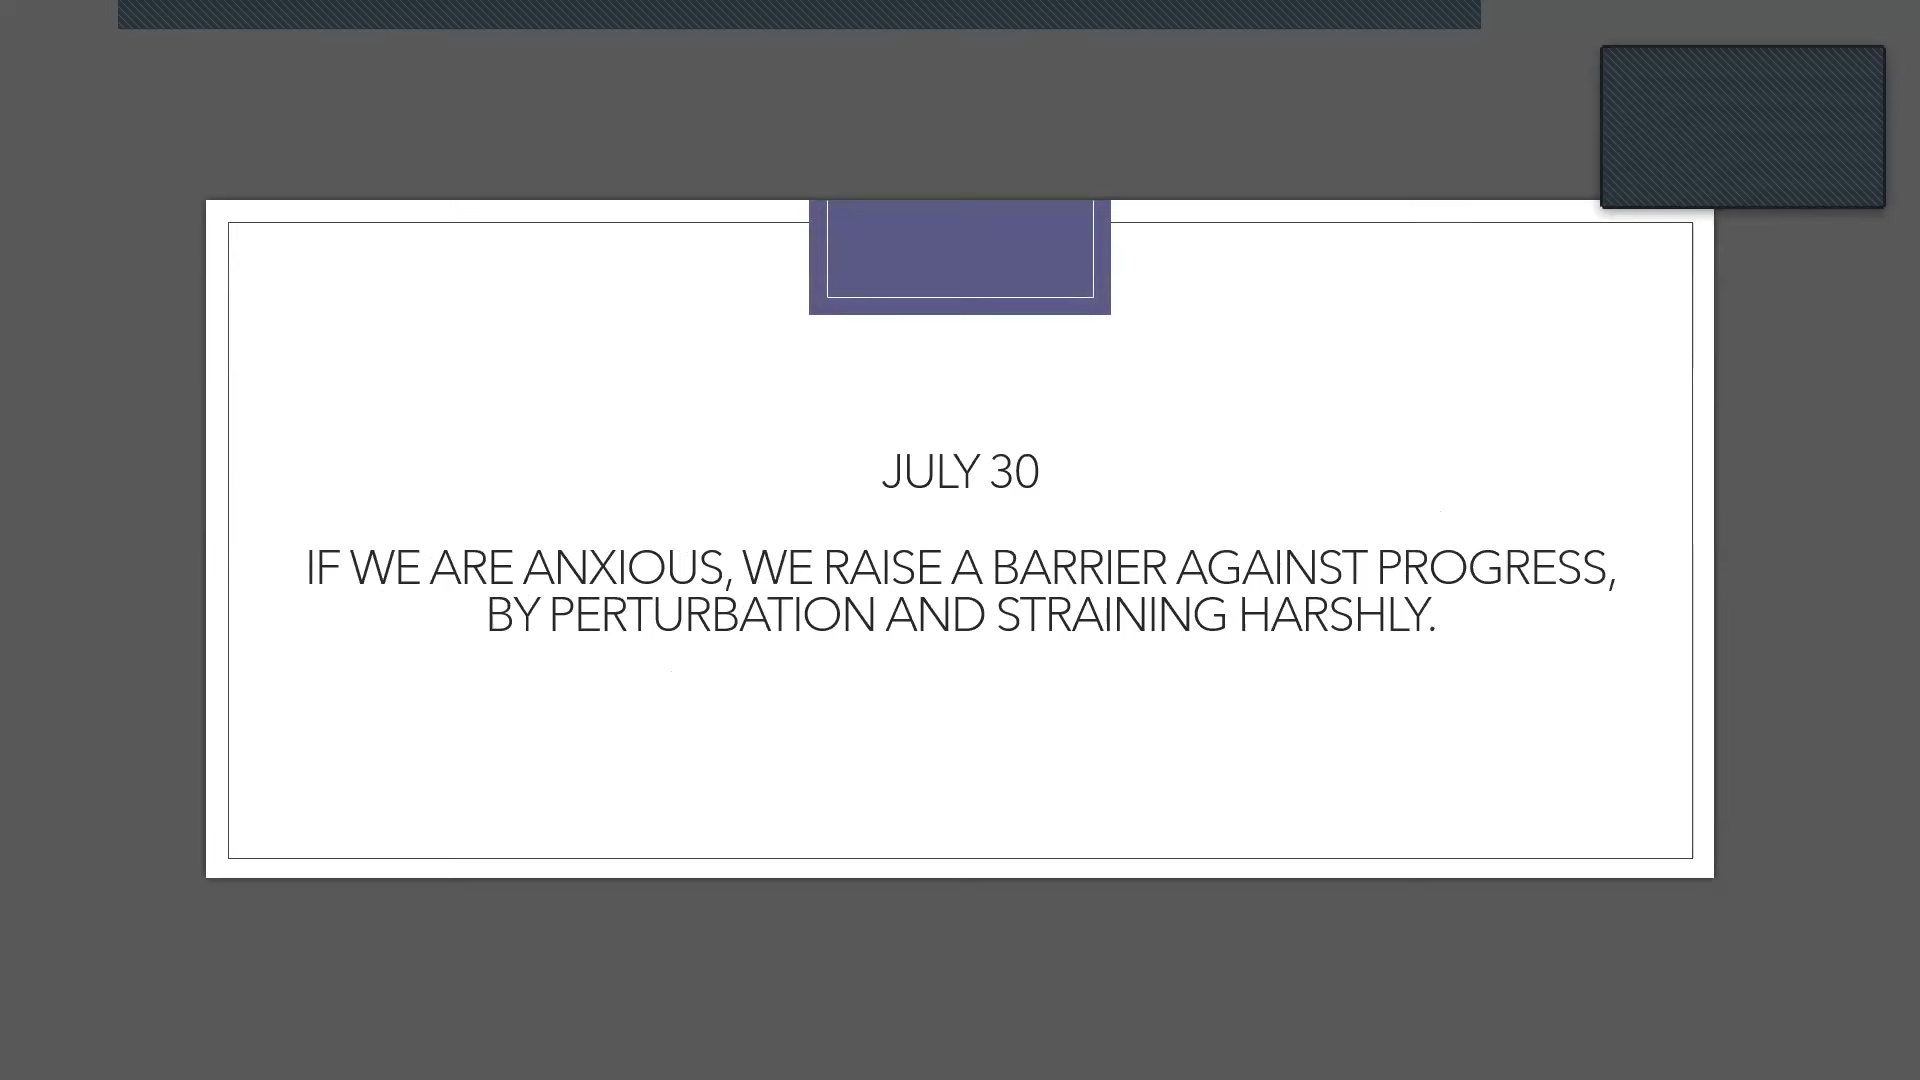 JULY 30
IF WE ARE ANXIOUS, WE RAISE A BARRIER AGAINST PROGRESS,
BY PERTURBATION AND STRAINING HARSHLY.